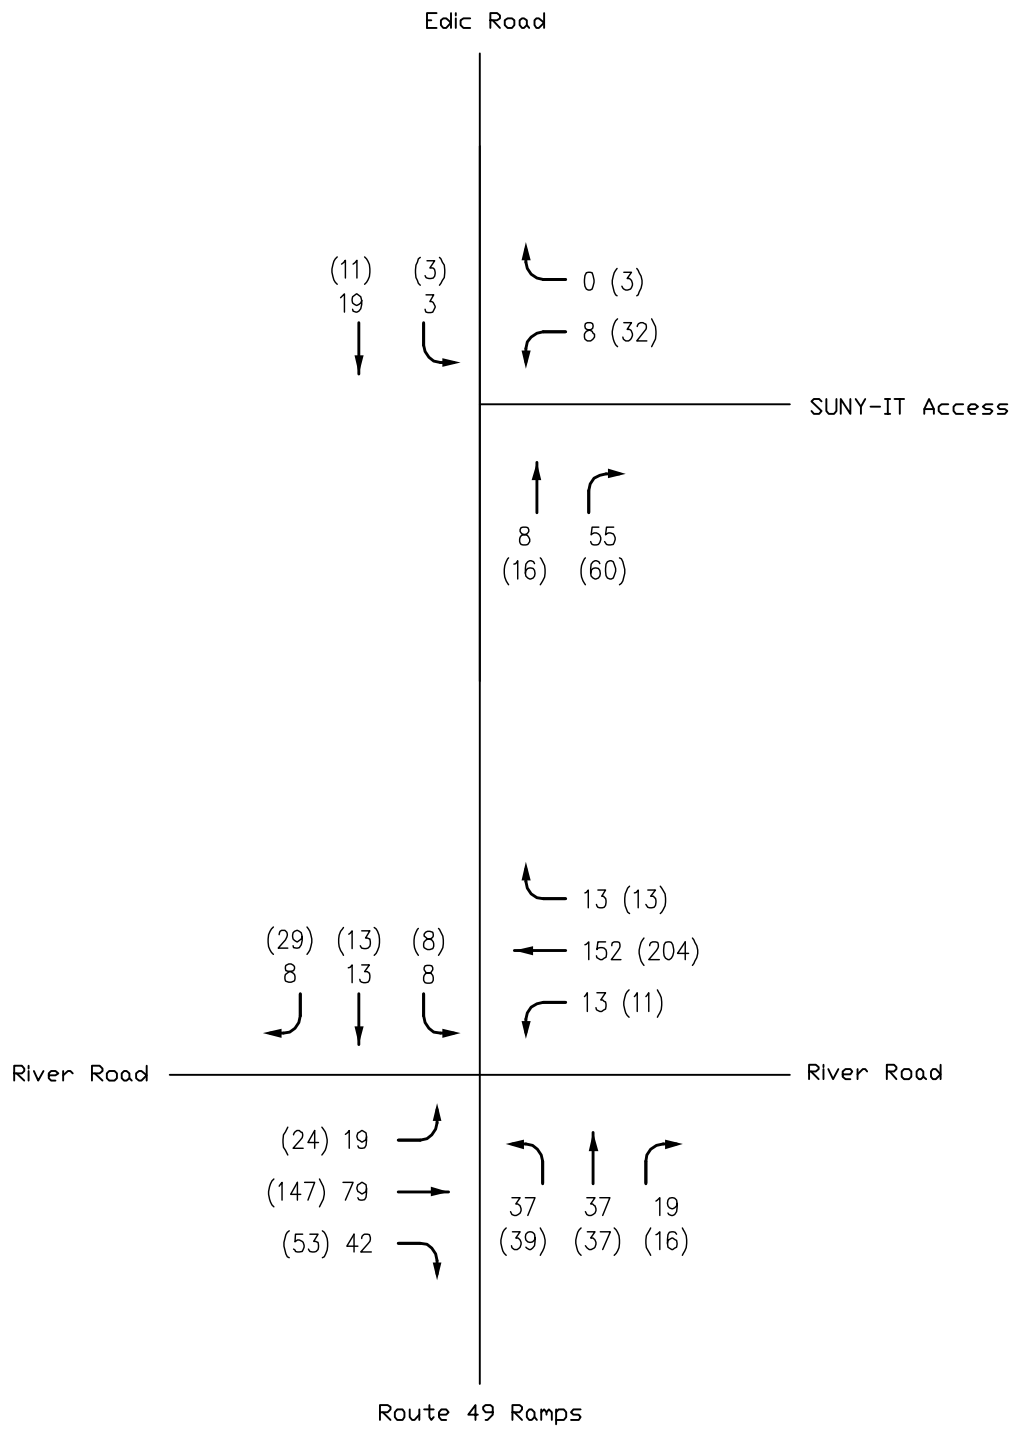 Edic Road
(11) (3)
19 3
0 (3)
8 (32)
SUNY-IT Access
8 55
(16) (60)
13 (13)
152 (204)
13 (11)
(29) (13) (8)
8 13 8
River Road
River Road
(24) 19
(147) 79
(53) 42
37 37 19
(39) (37) (16)
Route 49 Ramps